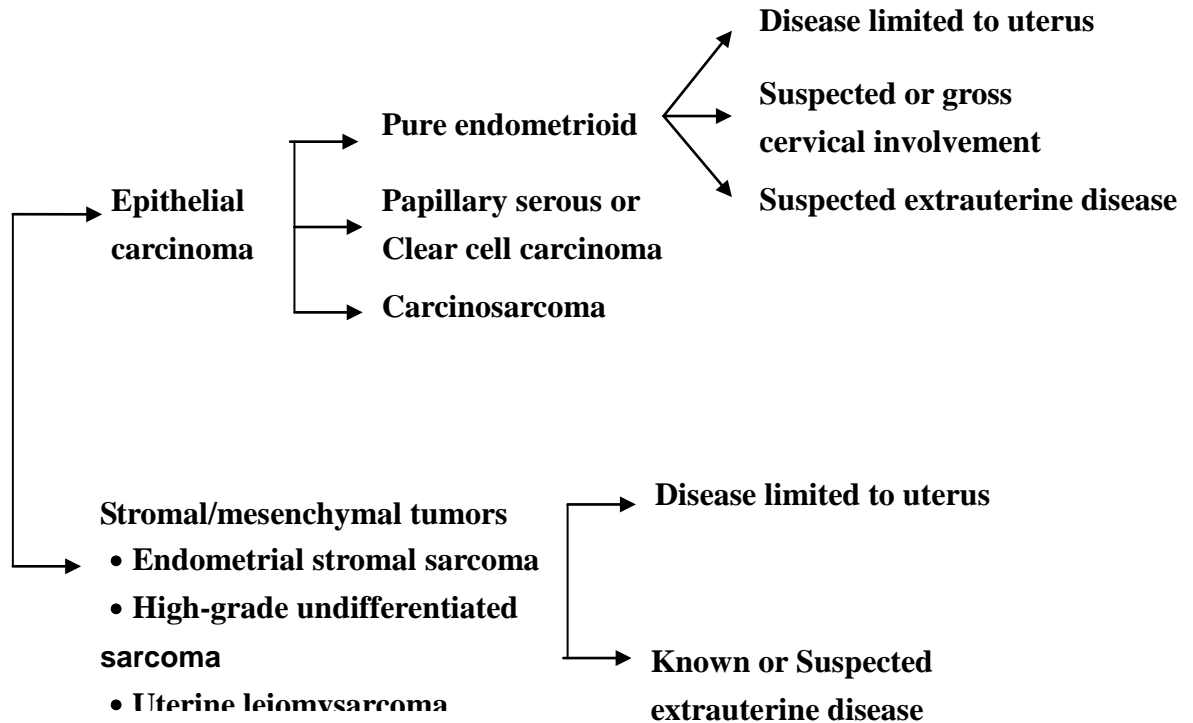 Disease limited to uterus
Suspected or gross
cervical involvement
Suspected extrauterine disease
Pure endometrioid
Papillary serous or
Clear cell carcinoma
Carcinosarcoma
Epithelial
carcinoma
Stromal/mesenchymal tumors
• Endometrial stromal sarcoma
• High-grade undifferentiated
sarcoma
• Uterine leiomysarcoma
Disease limited to uterus
Known or Suspected
extrauterine disease